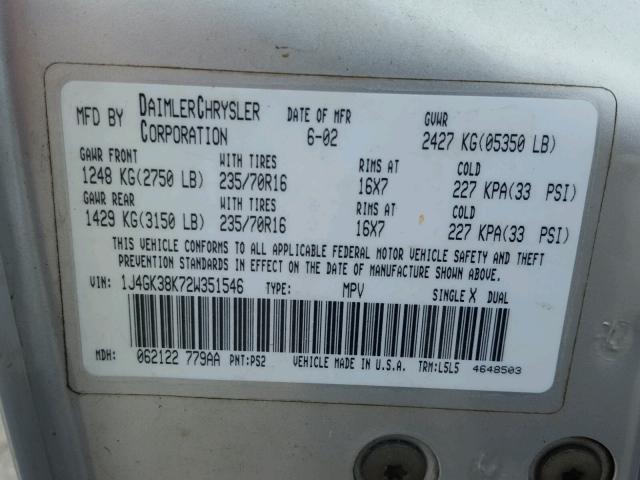 MFD BY DAIMLERCHRYSLER CORPORATION DATE OF MFR 6-02 GVWR 2427 KG(05350 LB)
GAWR FRONT WITH TIRES RIMS AT COLD
1248 KG(2750 LB) 235/70R16 16X7 227 KPA(33 PSI)
GAWR REAR WITH TIRES RIMS AT COLD
1429 KG(3150 LB) 235/70R16 16X7 227 KPA(33 PSI)
THIS VEHICLE CONFORMS TO ALL APPLICABLE FEDERAL MOTOR VEHICLE SAFETY AND THEFT
PREVENTION STANDARDS IN EFFECT ON THE DATE OF MANUFACTURE SHOWN ABOVE.
VIN: 1J4GK38K72W351546 TYPE: MPV SINGLE X DUAL
MDH: 062122 779AA PNT:PS2 VEHICLE MADE IN U.S.A. TRM:L5L5 4648503